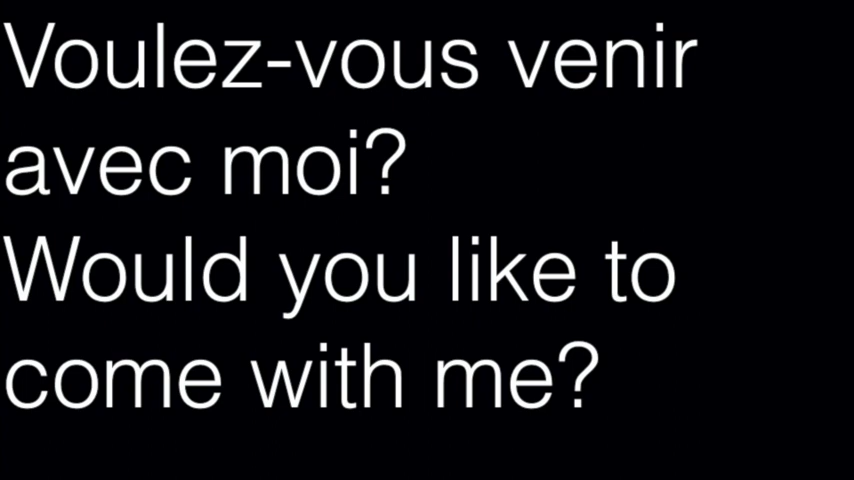 Voulez-vous venir
avec moi?
Would you like to
come with me?